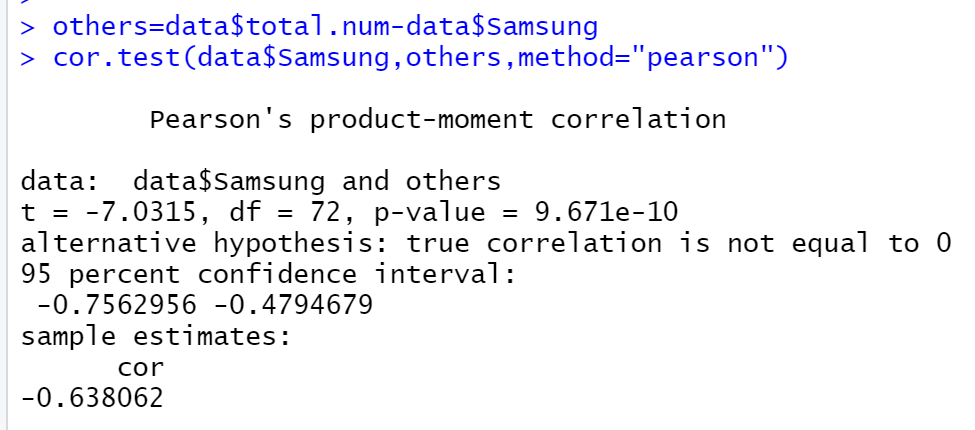 > others=data$total.num-data$Samsung
> cor.test(data$Samsung,others,method="pearson")
Pearson's product-moment correlation
data:  data$Samsung and others
t = -7.0315, df = 72, p-value = 9.671e-10
alternative hypothesis: true correlation is not equal to 0
95 percent confidence interval:
 -0.7562956 -0.4794679
sample estimates:
      cor
-0.638062